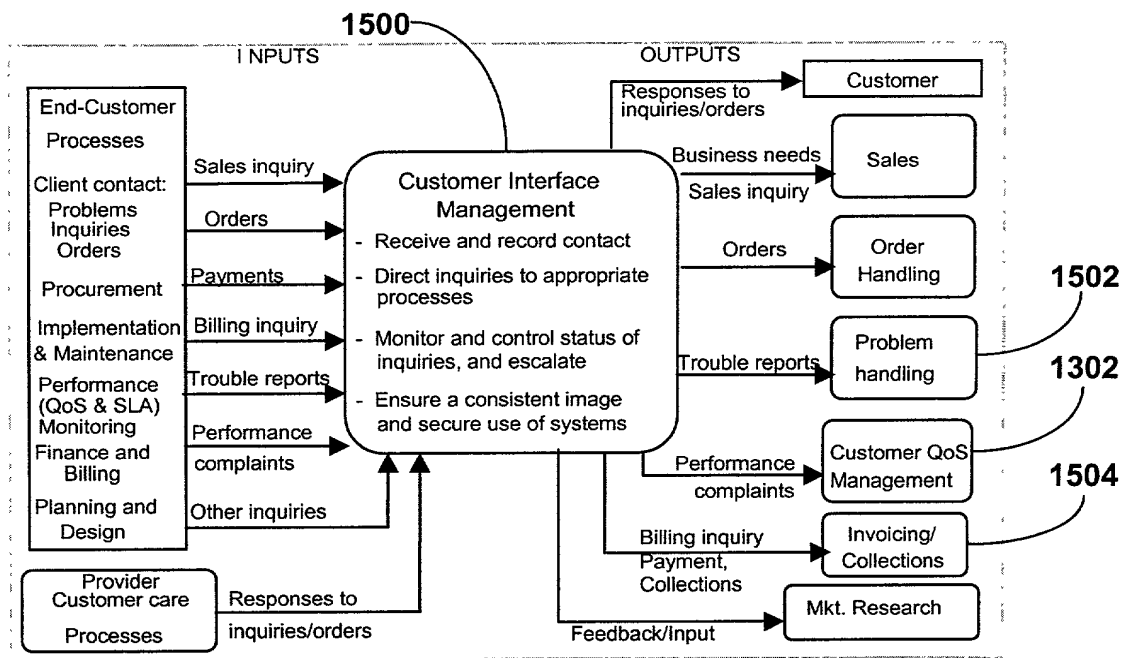 1500
I NPUTS
OUTPUTS
End-Customer
Processes
Client contact:
Problems
Inquiries
Orders
Procurement
Implementation
& Maintenance
Performance
(QoS & SLA)
Monitoring
Finance and
Billing
Planning and
Design
Provider
Customer care
Processes
Sales inquiry
Orders
Payments
Billing inquiry
Trouble reports
Performance
complaints
Other inquiries
Responses to
inquiries/orders
Customer Interface
Management
- Receive and record contact
- Direct inquiries to appropriate
processes
- Monitor and control status of
inquiries, and escalate
- Ensure a consistent image
and secure use of systems
Responses to
inquiries/orders
Business needs
Sales inquiry
Orders
Trouble reports
Performance
complaints
Billing inquiry
Payment,
Collections
Feedback/Input
Customer
Sales
Order
Handling
Problem
handling
Customer QoS
Management
Invoicing/
Collections
Mkt. Research
1502
1302
1504